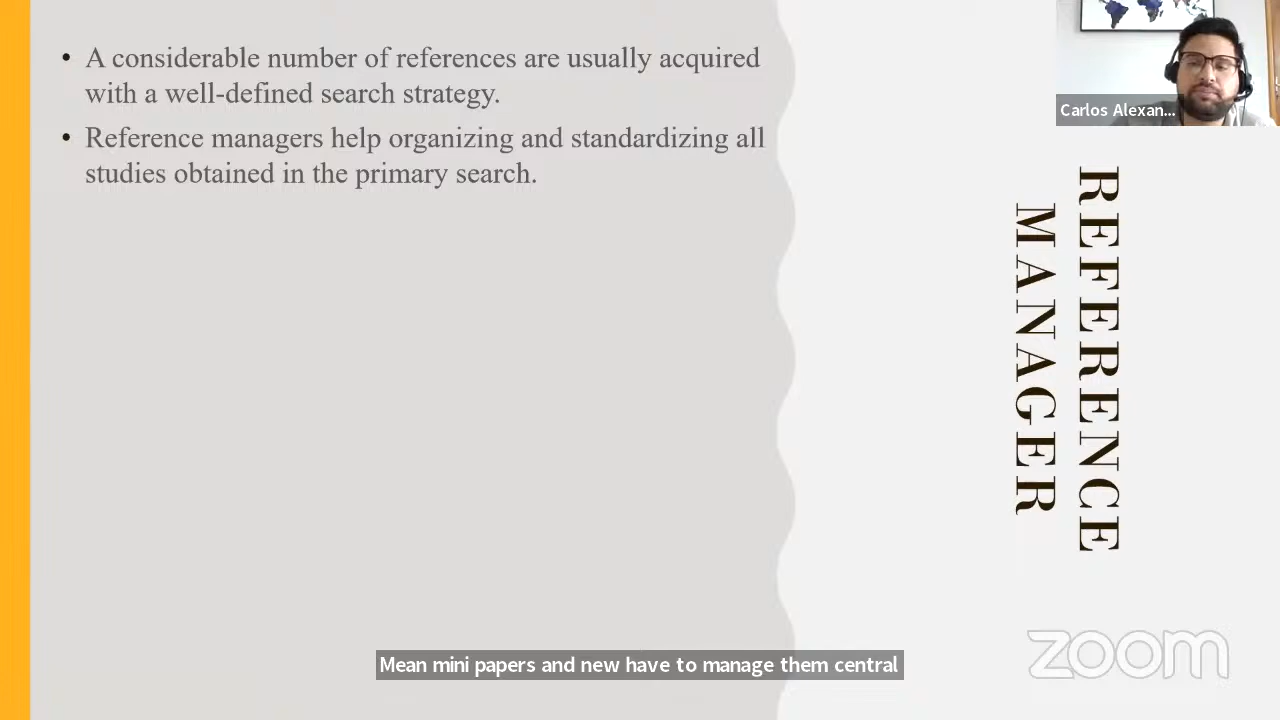 • A considerable number of references are usually acquired
with a well-defined search strategy.
• Reference managers help organizing and standardizing all
studies obtained in the primary search.
Carlos Alexan...
REFERENCE
MANAGER
Mean mini papers and new have to manage them central
zoom